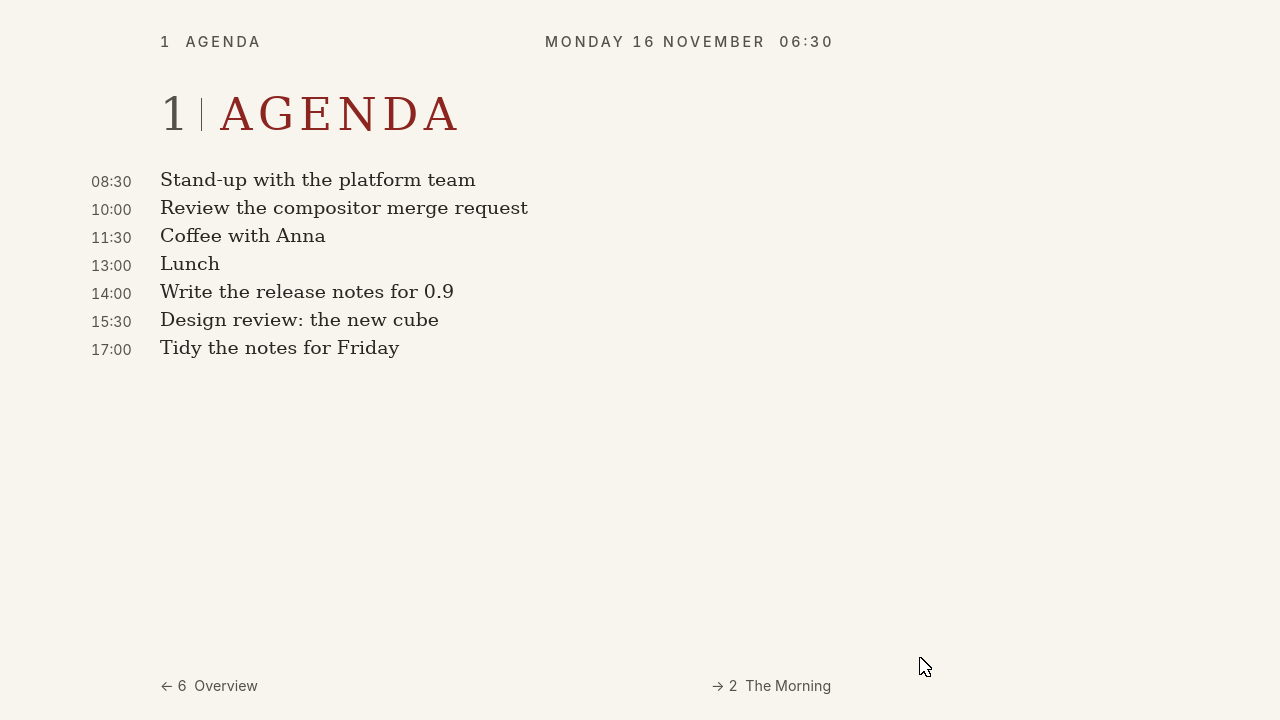 1 AGENDA MONDAY 16 NOVEMBER 06:30
1 AGENDA
08:30 Stand-up with the platform team
10:00 Review the compositor merge request
11:30 Coffee with Anna
13:00 Lunch
14:00 Write the release notes for 0.9
15:30 Design review: the new cube
17:00 Tidy the notes for Friday
← 6 Overview → 2 The Morning